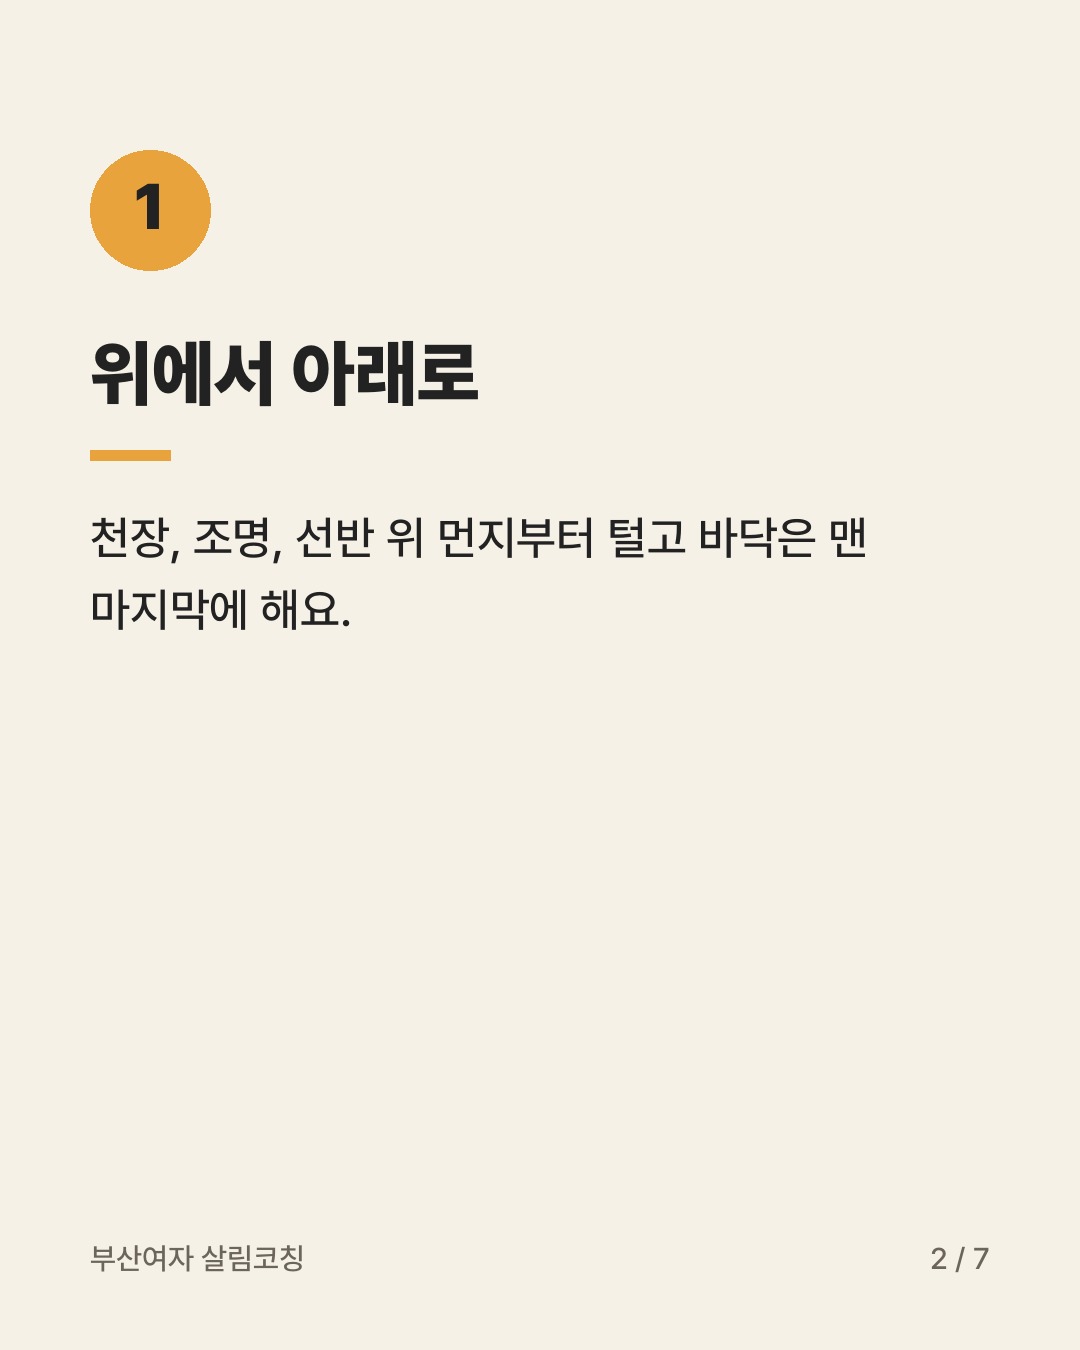 1
위에서 아래로
천장, 조명, 선반 위 먼지부터 털고 바닥은 맨
마지막에 해요.
부산여자 살림코칭
2 / 7